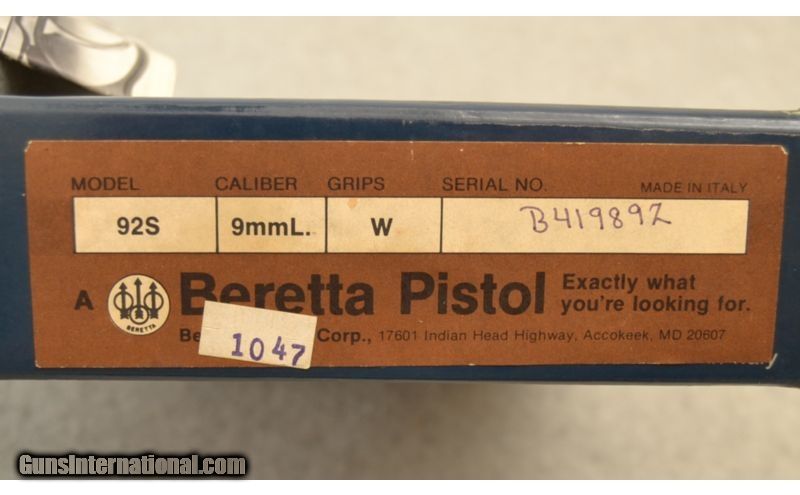 MODEL CALIBER GRIPS SERIAL NO. MADE IN ITALY
92S 9mmL. W B419892
A BERETTA Beretta Pistol Exactly what
you're looking for.
Corp., 17601 Indian Head Highway, Accokeek, MD 20607
1047
GunsInternational.com